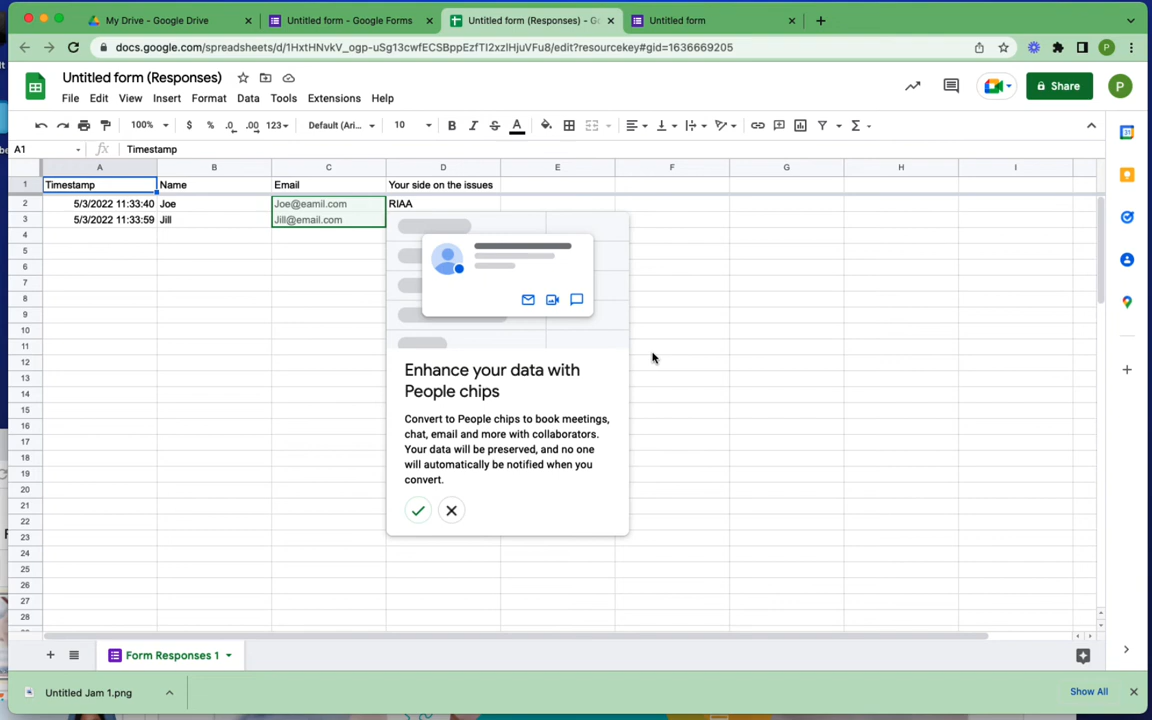 My Drive - Google Drive
Untitled form - Google Forms
Untitled form (Responses) - Go
Untitled form
docs.google.com/spreadsheets/d/1HxtHNvkV_ogp-uSg13cwfECSBppEzfTI2xzlHjuVFu8/edit?resourcekey#gid=1636669205
P
Untitled form (Responses)
File Edit View Insert Format Data Tools Extensions Help
Share
P
100% $ % .0 .00 123 Default (Ari... 10 B I S A
A1 fx Timestamp
A B C D E F G H I
1 Timestamp Name Email Your side on the issues
2 5/3/2022 11:33:40 Joe Joe@eamil.com RIAA
3 5/3/2022 11:33:59 Jill Jill@email.com
4
5
6
7
8
9
10
11
12
13
14
15
16
17
18
19
20
21
22
23
24
25
26
27
28
Enhance your data with
People chips
Convert to People chips to book meetings,
chat, email and more with collaborators.
Your data will be preserved, and no one
will automatically be notified when you
convert.
Form Responses 1
Untitled Jam 1.png
Show All